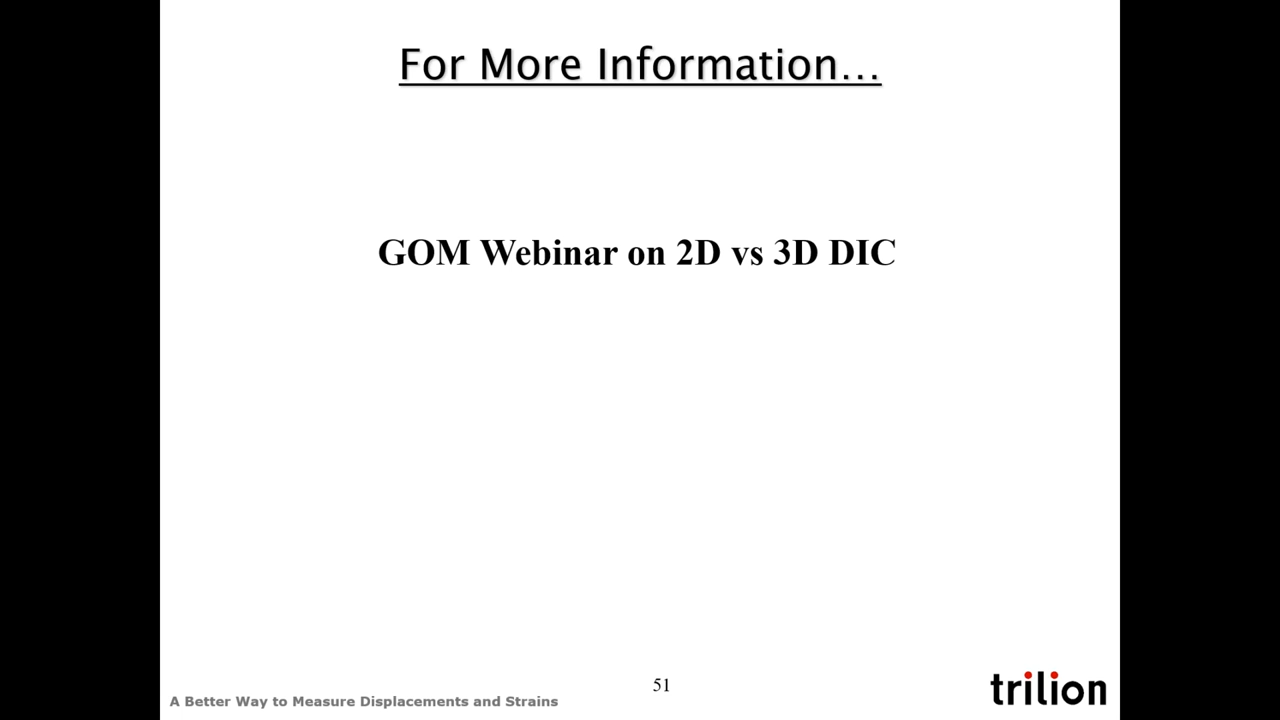 For More Information…
GOM Webinar on 2D vs 3D DIC
51
A Better Way to Measure Displacements and Strains
trilion